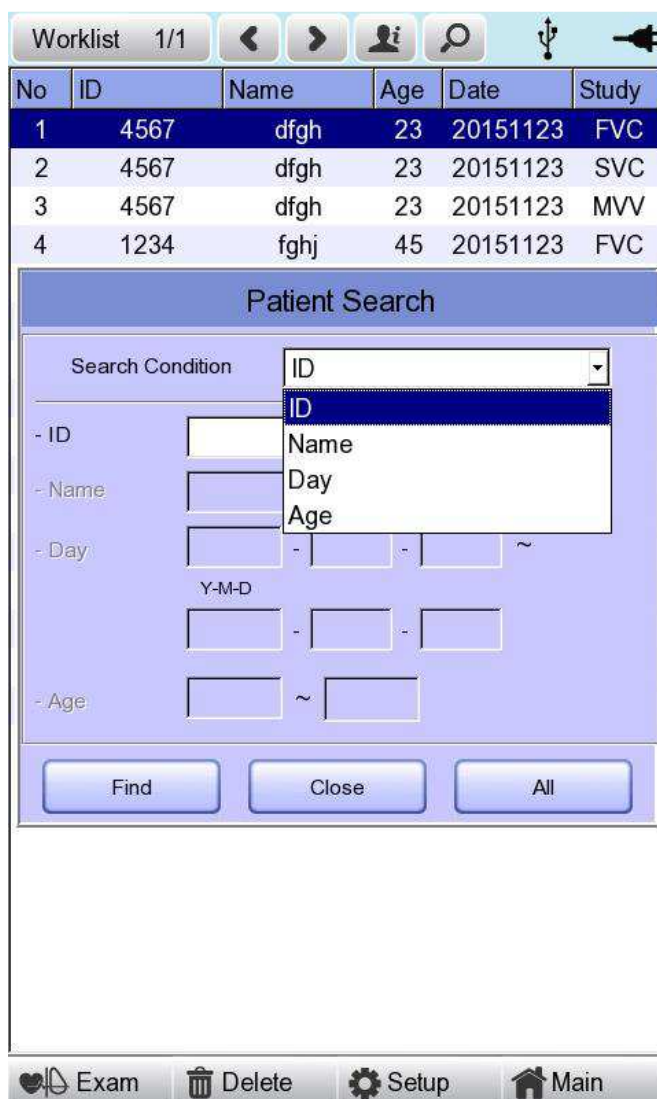 Worklist 1/1
No ID Name Age Date Study
1 4567 dfgh 23 20151123 FVC
2 4567 dfgh 23 20151123 SVC
3 4567 dfgh 23 20151123 MVV
4 1234 fghj 45 20151123 FVC
Patient Search
Search Condition ID
ID
- ID
Name
- Name
Day
Age
- Day - - ~
Y-M-D
- -
- Age ~
Find Close All
Exam Delete Setup Main